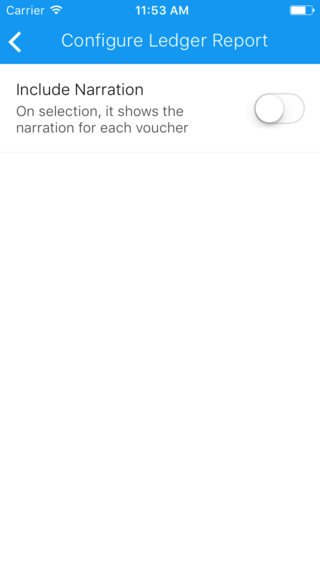 Carrier 11:53 AM
Configure Ledger Report
Include Narration
On selection, it shows the
narration for each voucher